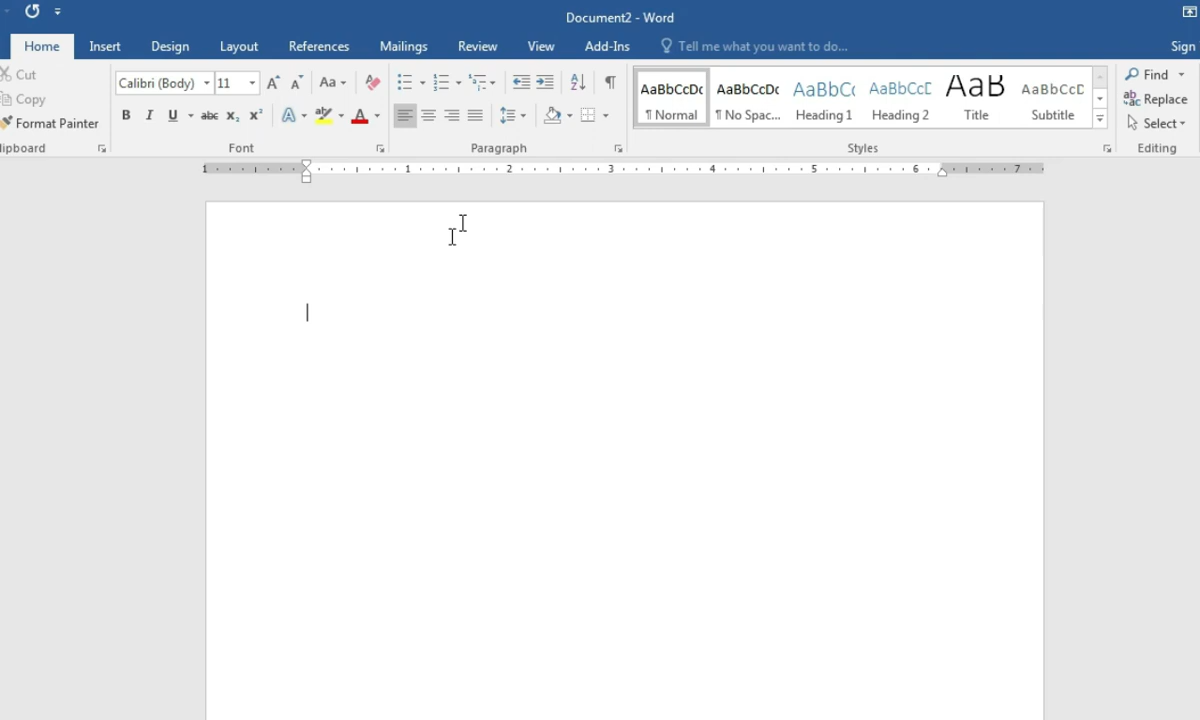 Document2 - Word
Home Insert Design Layout References Mailings Review View Add-Ins Tell me what you want to do... Sign
Cut
Copy
Format Painter
lipboard
Calibri (Body) 11 Aa
B I U abc x₂ x² A ab A
Font
Paragraph
AaBbCcDc AaBbCcDc AaBbC( AaBbCcD AaB AaBbCcD
¶ Normal ¶ No Spac... Heading 1 Heading 2 Title Subtitle
Styles
Find
Replace
Select
Editing
1 1 2 3 4 5 6 7